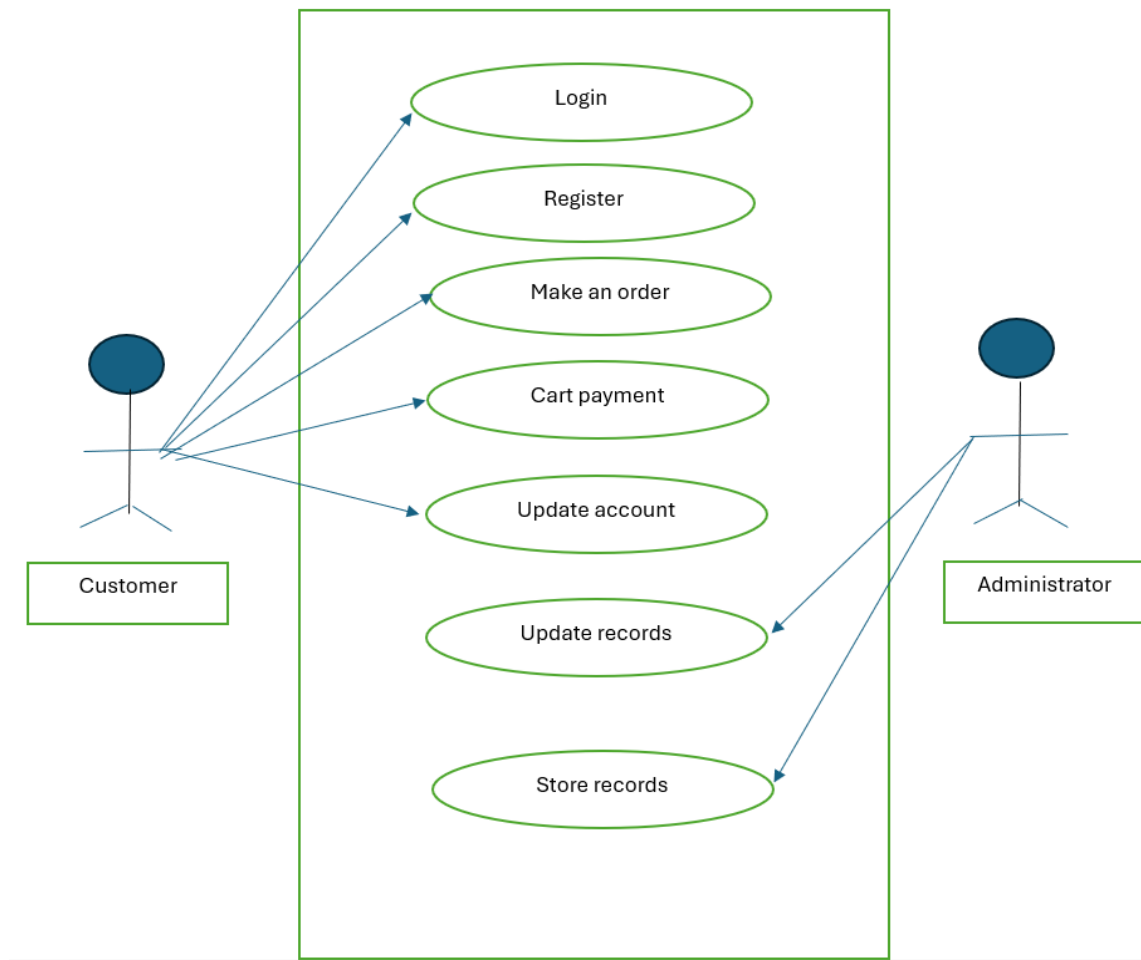 Login
Register
Make an order
Cart payment
Update account
Customer
Administrator
Update records
Store records